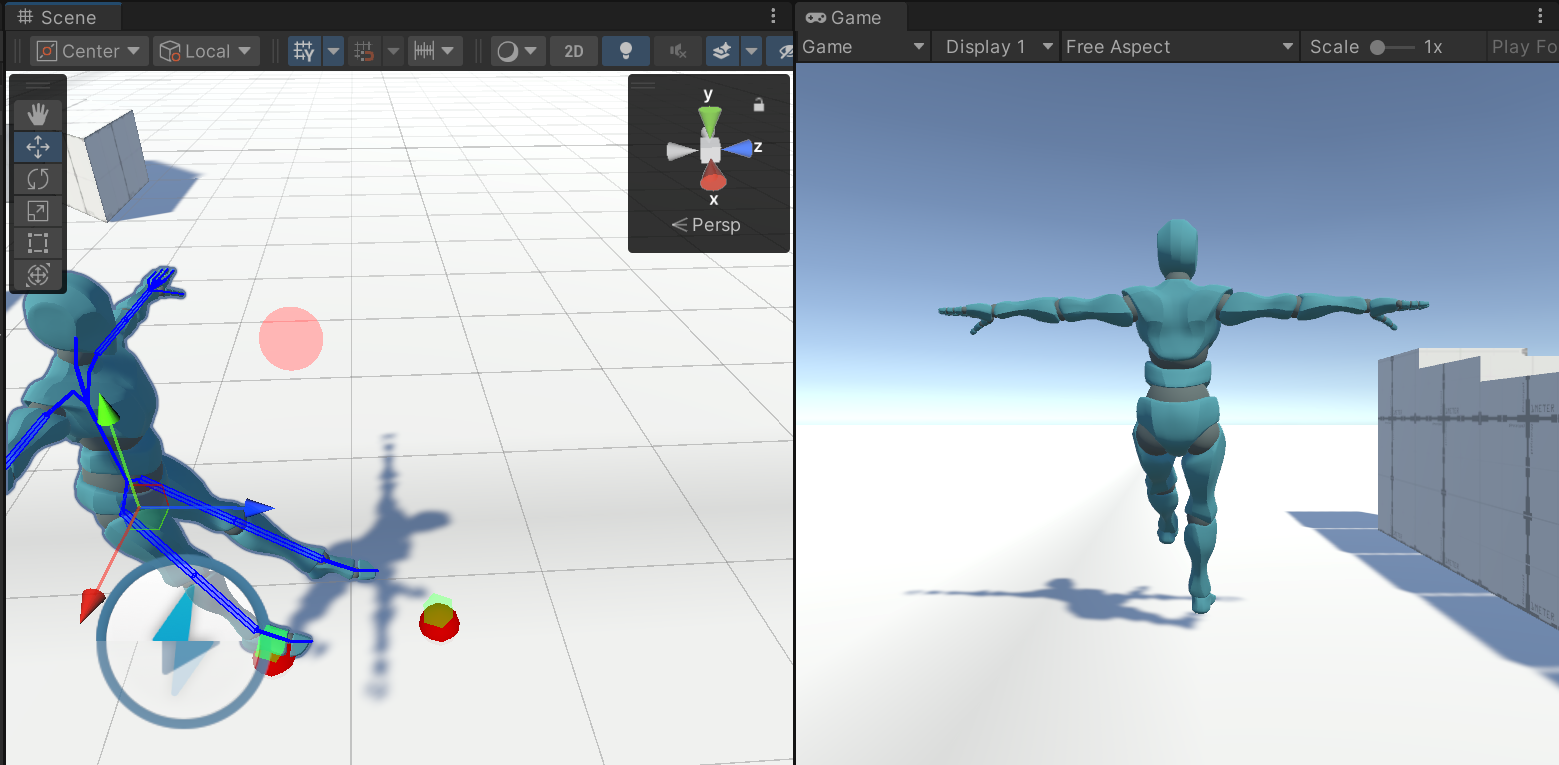 Scene
Game
Center
Local
2D
Game
Display 1
Free Aspect
Scale
1x
Play Fo
y
z
x
Persp